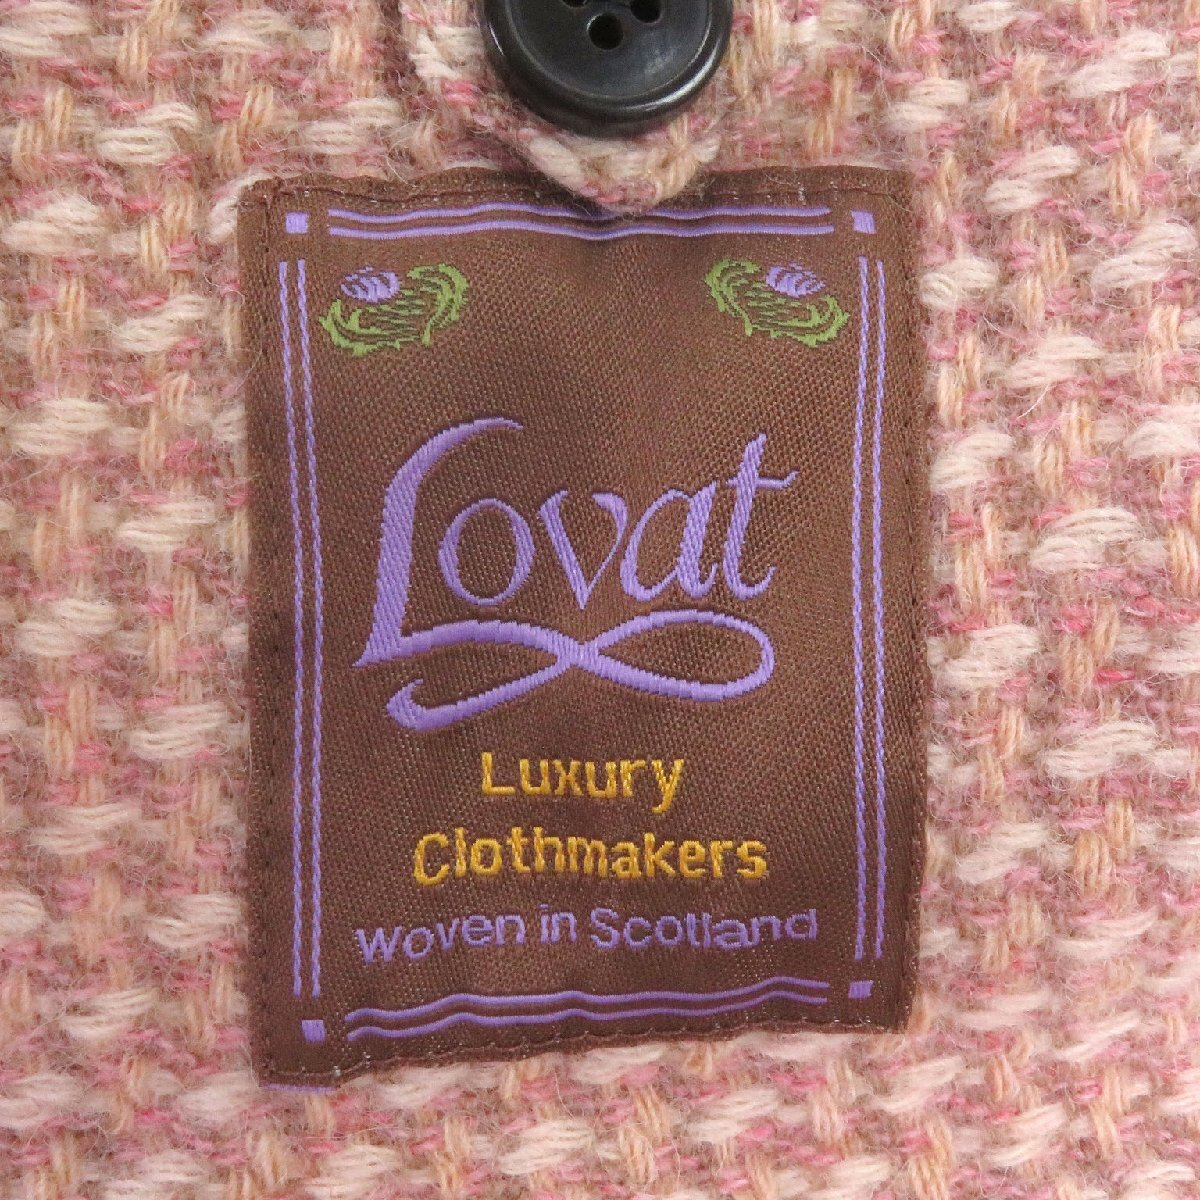 Lovat
Luxury
Clothmakers
Woven in Scotland